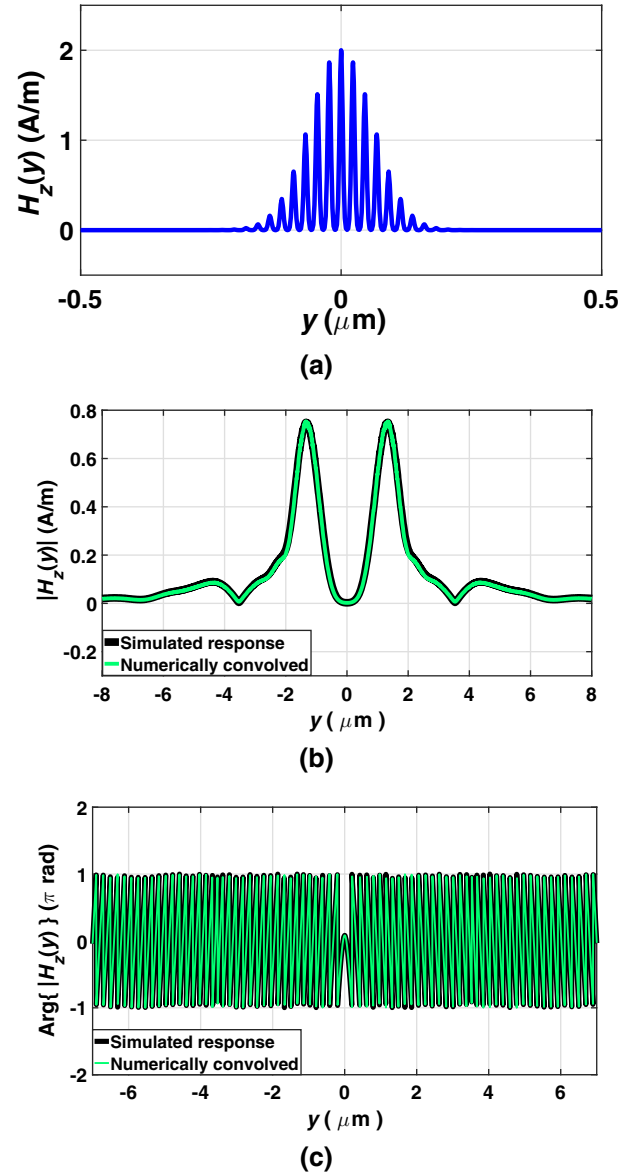 2
1
0
H_z(y) (A/m)
-0.5
0
0.5
y (μm)
(a)
0.8
0.6
0.4
0.2
0
-0.2
|H_z(y)| (A/m)
Simulated response
Numerically convolved
-8
-6
-4
-2
0
2
4
6
8
y ( μm )
(b)
2
1
0
-1
-2
Arg{ |H_z(y) } (π rad)
Simulated response
Numerically convolved
-6
-4
-2
0
2
4
6
y ( μm )
(c)